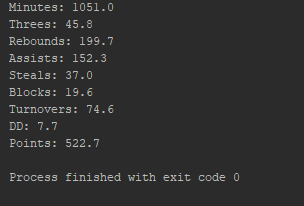 Minutes: 1051.0
Threes: 45.8
Rebounds: 199.7
Assists: 152.3
Steals: 37.0
Blocks: 19.6
Turnovers: 74.6
DD: 7.7
Points: 522.7
Process finished with exit code 0